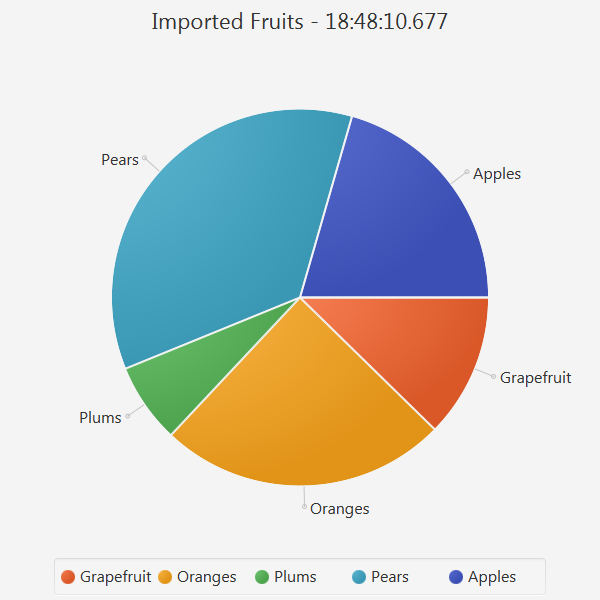 Imported Fruits - 18:48:10.677
Pears
Apples
Grapefruit
Plums
Oranges
Grapefruit Oranges Plums Pears Apples